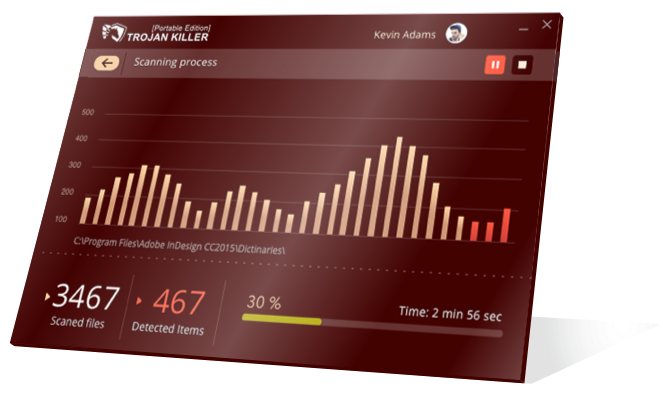 [Portable Edition]
TROJAN KILLER
Kevin Adams
Scanning process
500
400
300
200
100
C:\Program Files\Adobe InDesign CC2015\Dictinaries\
3467
Scaned files
467
Detected Items
30 %
Time: 2 min 56 sec